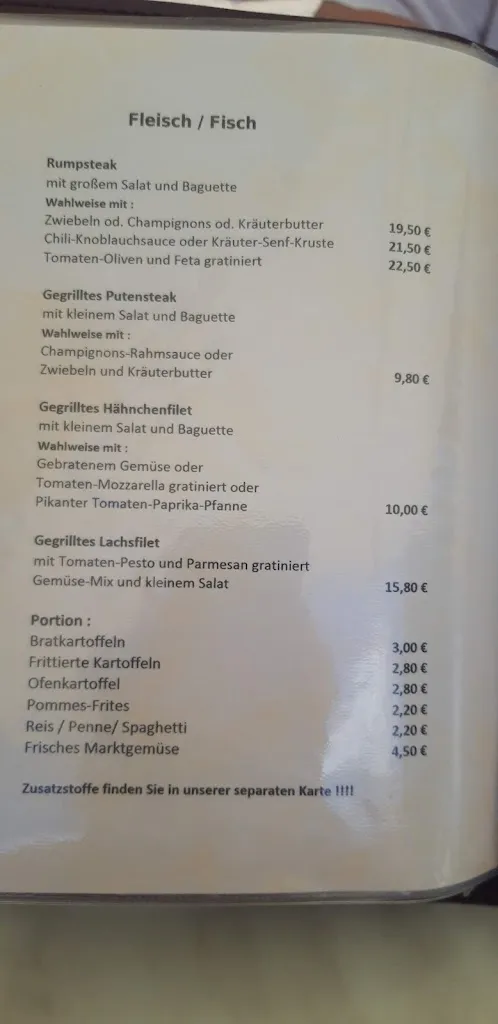 Fleisch / Fisch
Rumpsteak
mit großem Salat und Baguette
Wahlweise mit :
Zwiebeln od. Champignons od. Kräuterbutter 19,50 €
Chili-Knoblauchsauce oder Kräuter-Senf-Kruste 21,50 €
Tomaten-Oliven und Feta gratiniert 22,50 €
Gegrilltes Putensteak
mit kleinem Salat und Baguette
Wahlweise mit :
Champignons-Rahmsauce oder
Zwiebeln und Kräuterbutter 9,80 €
Gegrilltes Hähnchenfilet
mit kleinem Salat und Baguette
Wahlweise mit :
Gebratenem Gemüse oder
Tomaten-Mozzarella gratiniert oder
Pikanter Tomaten-Paprika-Pfanne 10,00 €
Gegrilltes Lachsfilet
mit Tomaten-Pesto und Parmesan gratiniert
Gemüse-Mix und kleinem Salat 15,80 €
Portion :
Bratkartoffeln 3,00 €
Frittierte Kartoffeln 2,80 €
Ofenkartoffel 2,80 €
Pommes-Frites 2,20 €
Reis / Penne/ Spaghetti 2,20 €
Frisches Marktgemüse 4,50 €
Zusatzstoffe finden Sie in unserer separaten Karte !!!!